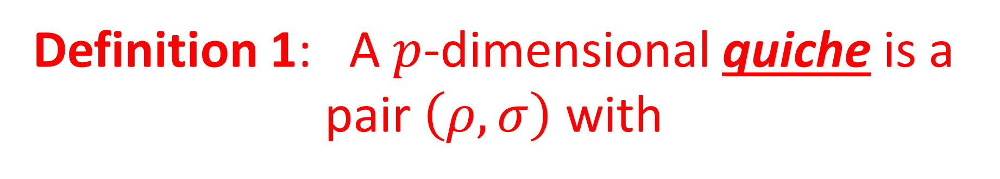 Definition 1:   A 𝑝-dimensional quiche is a
pair (𝜌, 𝜎) with